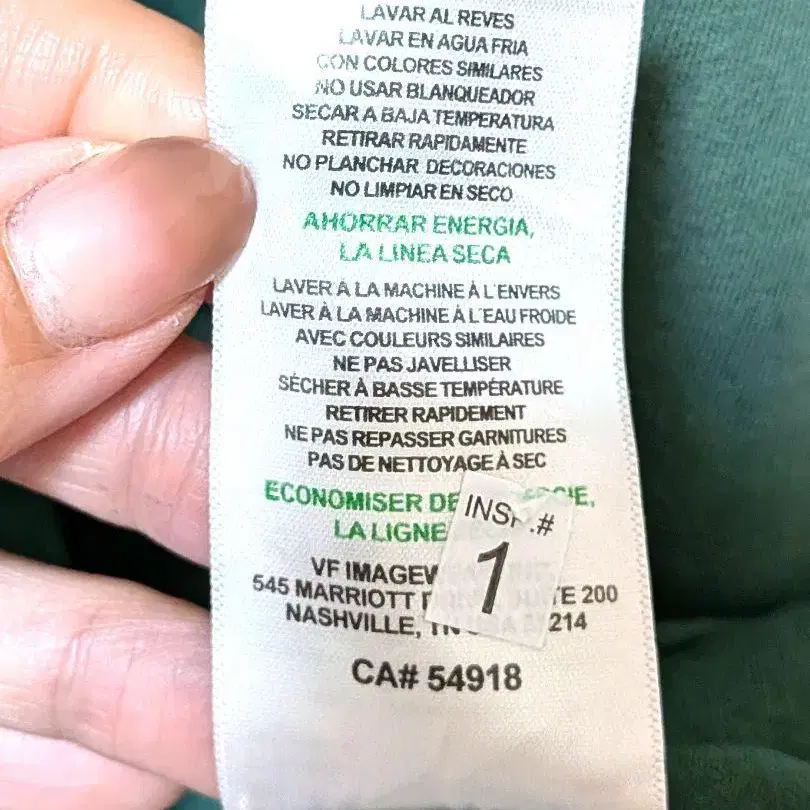 LAVAR AL REVES
LAVAR EN AGUA FRIA
CON COLORES SIMILARES
NO USAR BLANQUEADOR
SECAR A BAJA TEMPERATURA
RETIRAR RAPIDAMENTE
NO PLANCHAR DECORACIONES
NO LIMPIAR EN SECO
AHORRAR ENERGIA,
LA LINEA SECA
LAVER À LA MACHINE À L'ENVERS
LAVER À LA MACHINE À L'EAU FROIDE
AVEC COULEURS SIMILAIRES
NE PAS JAVELLISER
SÉCHER À BASSE TEMPÉRATURE
RETIRER RAPIDEMENT
NE PAS REPASSER GARNITURES
PAS DE NETTOYAGE À SEC
ECONOMISER
LA LIGNE
INSP.#
1
VF
545 MARRIOTT 200
NASHVILLE,
CA# 54918